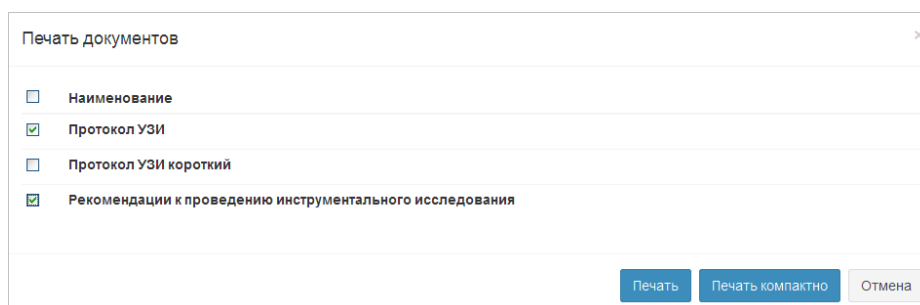 Печать документов
Наименование
Протокол УЗИ
Протокол УЗИ короткий
Рекомендации к проведению инструментального исследования
Печать Печать компактно Отмена